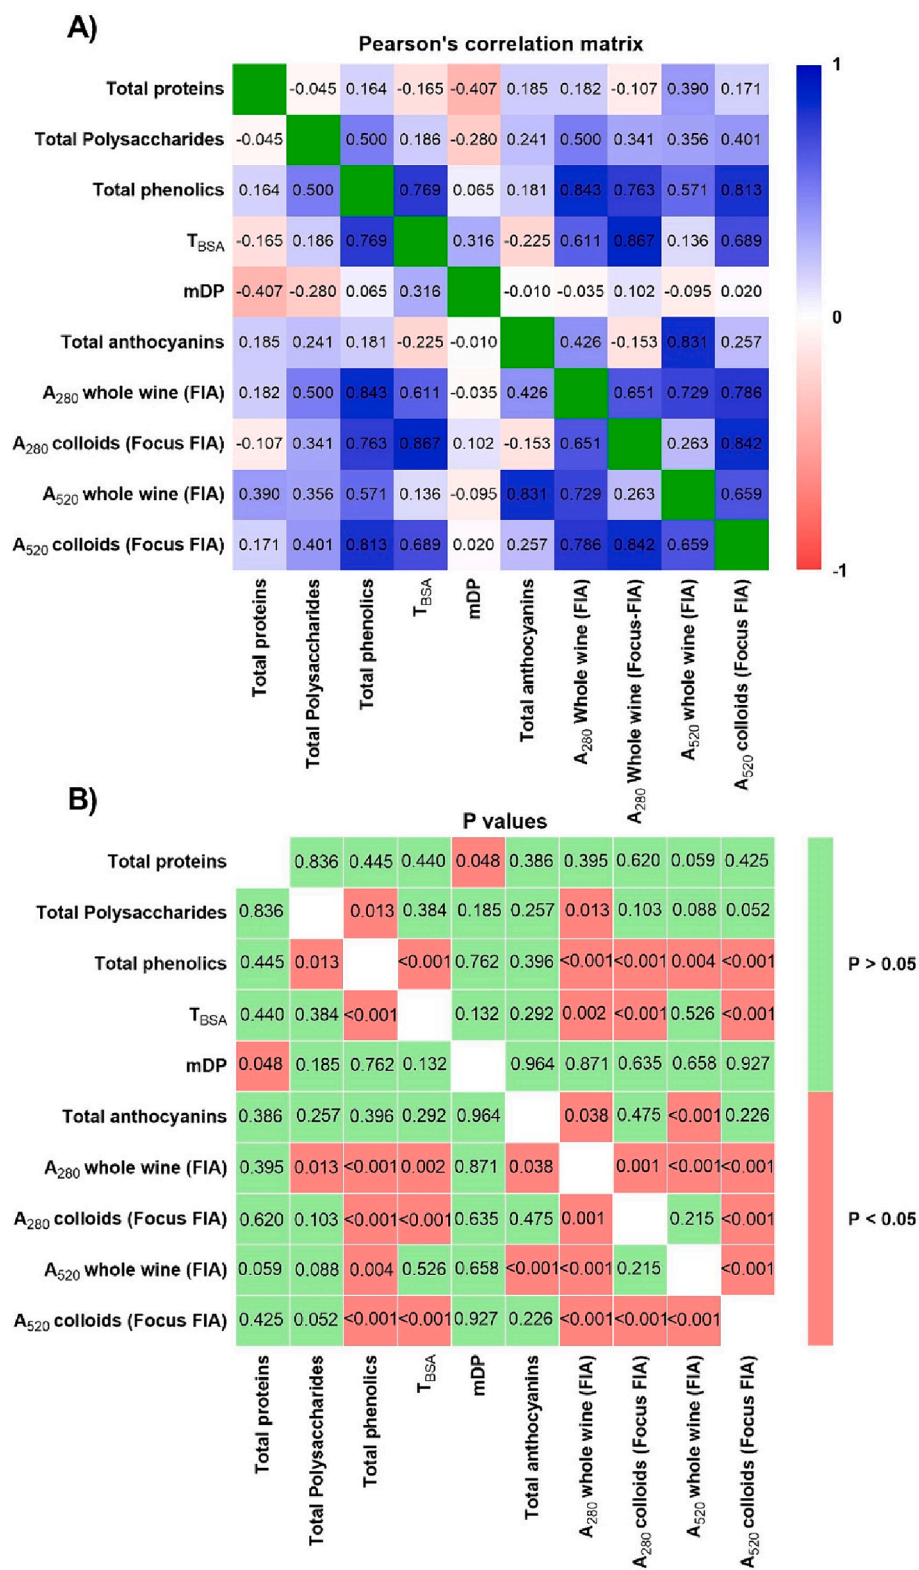 A)
Pearson's correlation matrix
Total proteins -0.045 0.164 -0.165 -0.407 0.185 0.182 -0.107 0.390 0.171
Total Polysaccharides -0.045 0.500 0.186 -0.280 0.241 0.500 0.341 0.356 0.401
Total phenolics 0.164 0.500 0.769 0.065 0.181 0.843 0.763 0.571 0.813
TBSA -0.165 0.186 0.769 0.316 -0.225 0.611 0.867 0.136 0.689
mDP -0.407 -0.280 0.065 0.316 -0.010 -0.035 0.102 -0.095 0.020
Total anthocyanins 0.185 0.241 0.181 -0.225 -0.010 0.426 -0.153 0.831 0.257
A280 whole wine (FIA) 0.182 0.500 0.843 0.611 -0.035 0.426 0.651 0.729 0.786
A280 colloids (Focus FIA) -0.107 0.341 0.763 0.867 0.102 -0.153 0.651 0.263 0.842
A520 whole wine (FIA) 0.390 0.356 0.571 0.136 -0.095 0.831 0.729 0.263 0.659
A520 colloids (Focus FIA) 0.171 0.401 0.813 0.689 0.020 0.257 0.786 0.842 0.659
1
0
-1
Total proteins
Total Polysaccharides
Total phenolics
TBSA
mDP
Total anthocyanins
A280 Whole wine (FIA)
A280 Whole wine (Focus-FIA)
A520 whole wine (FIA)
A520 colloids (Focus FIA)
B)
P values
Total proteins 0.836 0.445 0.440 0.048 0.386 0.395 0.620 0.059 0.425
Total Polysaccharides 0.836 0.013 0.384 0.185 0.257 0.013 0.103 0.088 0.052
Total phenolics 0.445 0.013 <0.001 0.762 0.396 <0.001 <0.001 0.004 <0.001
TBSA 0.440 0.384 <0.001 0.132 0.292 0.002 <0.001 0.526 <0.001
mDP 0.048 0.185 0.762 0.132 0.964 0.871 0.635 0.658 0.927
Total anthocyanins 0.386 0.257 0.396 0.292 0.964 0.038 0.475 <0.001 0.226
A280 whole wine (FIA) 0.395 0.013 <0.001 0.002 0.871 0.038 0.001 <0.001 <0.001
A280 colloids (Focus FIA) 0.620 0.103 <0.001 <0.001 0.635 0.475 0.001 0.215 <0.001
A520 whole wine (FIA) 0.059 0.088 0.004 0.526 0.658 <0.001 <0.001 0.215 <0.001
A520 colloids (Focus FIA) 0.425 0.052 <0.001 <0.001 0.927 0.226 <0.001 <0.001 <0.001
P > 0.05
P < 0.05
Total proteins
Total Polysaccharides
Total phenolics
TBSA
mDP
Total anthocyanins
A280 whole wine (FIA)
A280 colloids (Focus FIA)
A520 whole wine (FIA)
A520 colloids (Focus FIA)